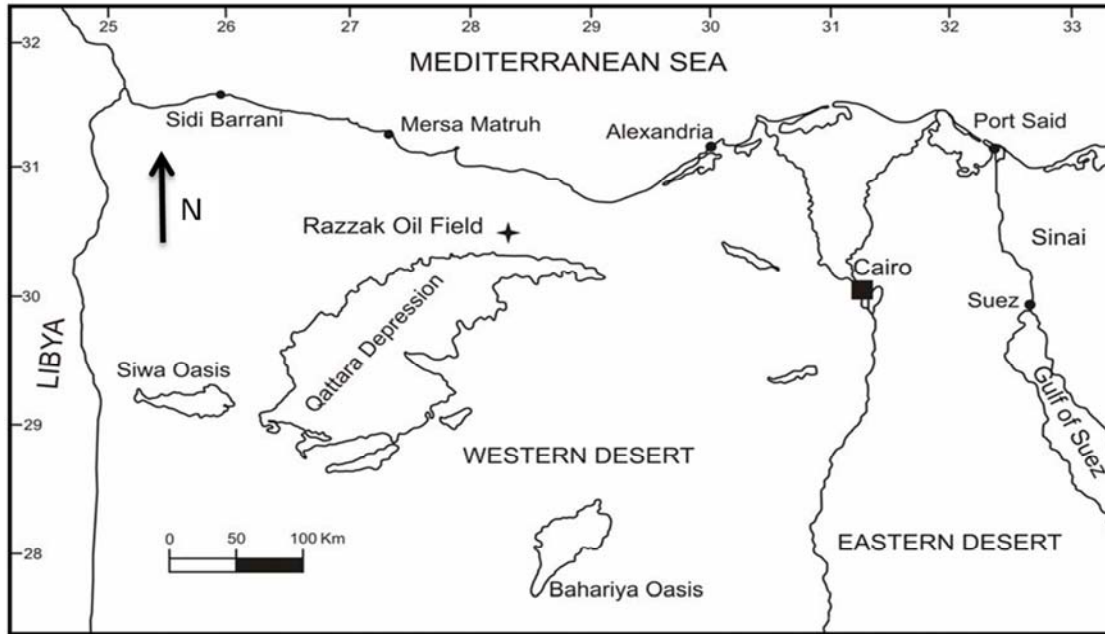 25 26 27 28 29 30 31 32 33
32
MEDITERRANEAN SEA
Sidi Barrani
Mersa Matruh
Alexandria
Port Said
31
N
Razzak Oil Field
Sinai
Cairo
30
Suez
Qattara Depression
LIBYA
Siwa Oasis
Gulf of Suez
29
WESTERN DESERT
0 50 100 Km
28
EASTERN DESERT
Bahariya Oasis